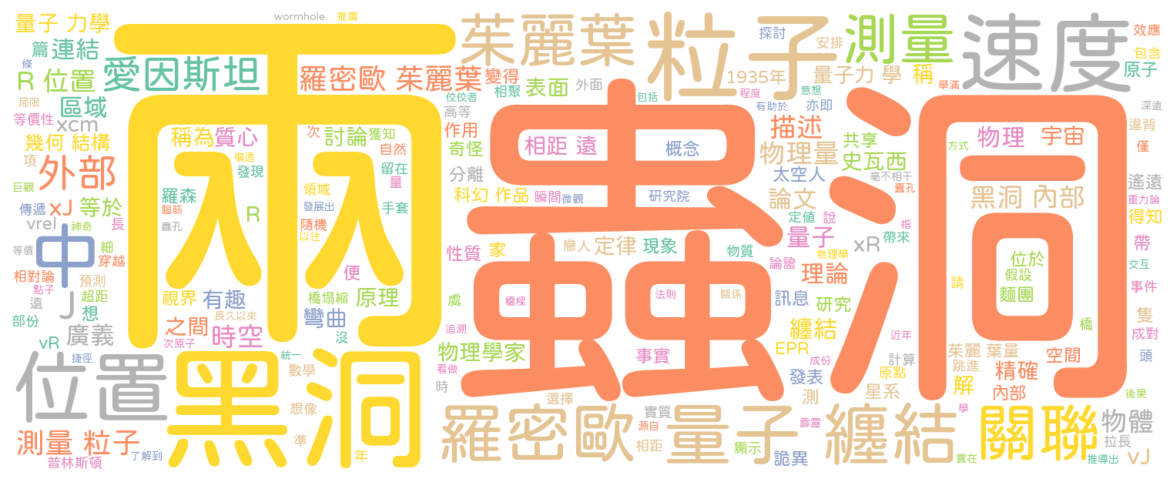 wormhole 推廣
量子 力學
篇 連結
R 位置
愛因斯坦
羅密歐 茱麗葉
茱麗葉
粒子
探討
安排
測量
速度
效應
包含
原子
條
局限
等價性
區域
xcm
幾何 結構
項
外部
巨觀
傳遞
xJ
等於
vrel
神奇
長
中
等價
細
穿越
相對論
預測
點子
超距
遠
J
想
部份
vR
廣義
位置
捷徑
測量 粒子
普林斯頓
了解到
兩
稱為
質心
次
討論
獲知
傷透
發現
自然
留在
量
羅森
腦筋
蠹孔
R
領域
發展出
隨機
以往
手套
便
視界
有趣
橋塌縮
原理
長久以來
之間
次原子
時空
彎曲
沒
統一
數學
想像
準
年
黑洞
變得
相聚
佼佼者
高等
表面
外面
1935年
程度
量子力 學
稱
學滿
有助於
亦即
意想
包括
作用
奇怪
分離
相距 遠
概念
科幻 作品
瞬間
微觀
研究院
描述
物理量
太空人
共享
史瓦西
毫不相干
蠹孔
論文
定值
說
量子
xR
指
帶來
物理學
論證
理論
物質
性質
家
戀人
定律
現象
蟲洞
處
橋樑
法則
關係
追溯
物理學家
看做
事實
成份
時
選擇
訊息
研究
纏結
近年
EPR
計算
發表
原點
測
星系
羅密歐
實質
源自
相距
量子
霹靂
顯示
詭異
纏結
物理
宇宙
方式
深遠
違背
僅
黑洞 內部
遙遠
重力論
得知
帶
位於
假設
交互
麵團
請
事件
隻
橋
成對
頭
茱麗 葉量
跳進
空間
解
精確
內部
學
後果
關聯
物體
拉長
實在
推導出
vJ